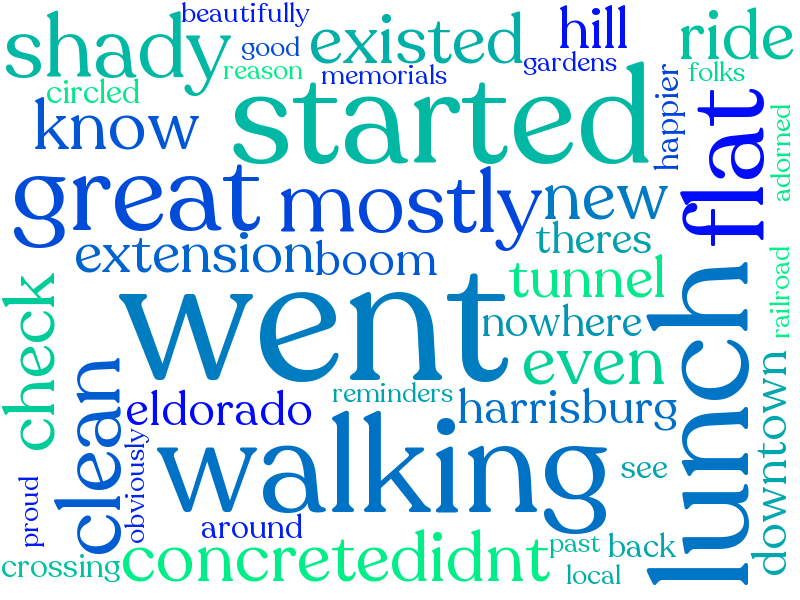 beautifully
shady
good
existed
hill
ride
reason
memorials
gardens
folks
circled
started
happier
know
flat
adorned
great
mostly
new
theres
extension
boom
tunnel
railroad
went
lunch
nowhere
check
even
clean
eldorado
reminders
harrisburg
downtown
walking
obviously
see
proud
around
concretedidnt
past
back
crossing
local